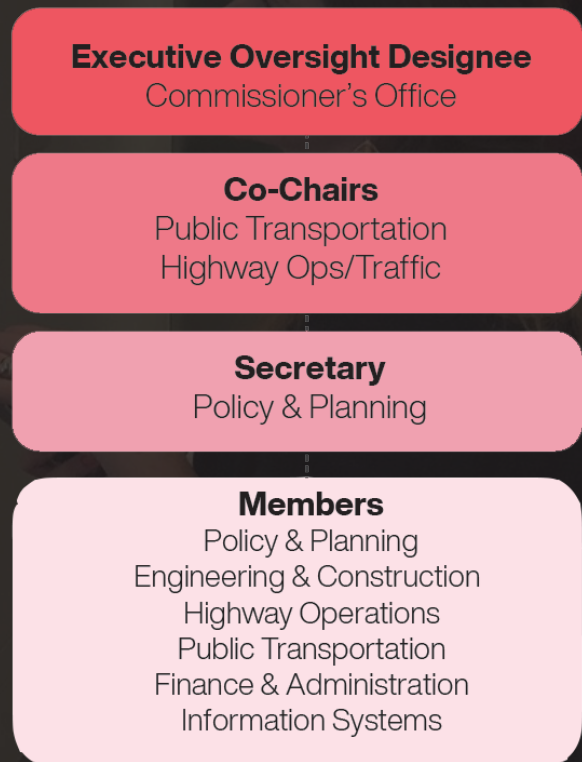 Executive Oversight Designee
Commissioner's Office
Co-Chairs
Public Transportation
Highway Ops/Traffic
Secretary
Policy & Planning
Members
Policy & Planning
Engineering & Construction
Highway Operations
Public Transportation
Finance & Administration
Information Systems